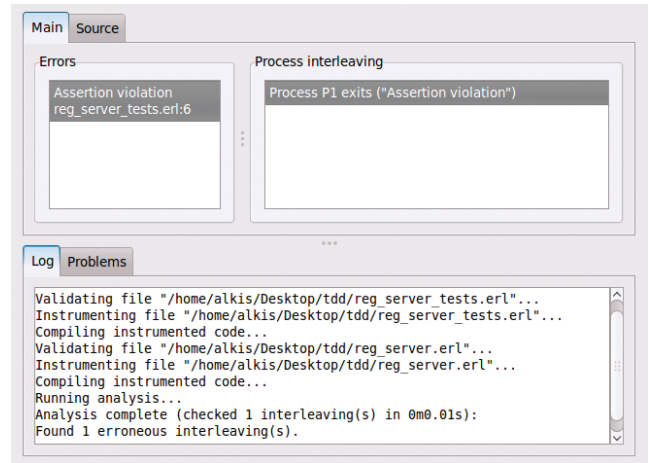 Main Source
Errors
Process interleaving
Assertion violation
reg_server_tests.erl:6
Process P1 exits ("Assertion violation")
Log Problems
Validating file "/home/alkis/Desktop/tdd/reg_server_tests.erl"...
Instrumenting file "/home/alkis/Desktop/tdd/reg_server_tests.erl"...
Compiling instrumented code...
Validating file "/home/alkis/Desktop/tdd/reg_server.erl"...
Instrumenting file "/home/alkis/Desktop/tdd/reg_server.erl"...
Compiling instrumented code...
Running analysis...
Analysis complete (checked 1 interleaving(s) in 0m0.01s):
Found 1 erroneous interleaving(s).